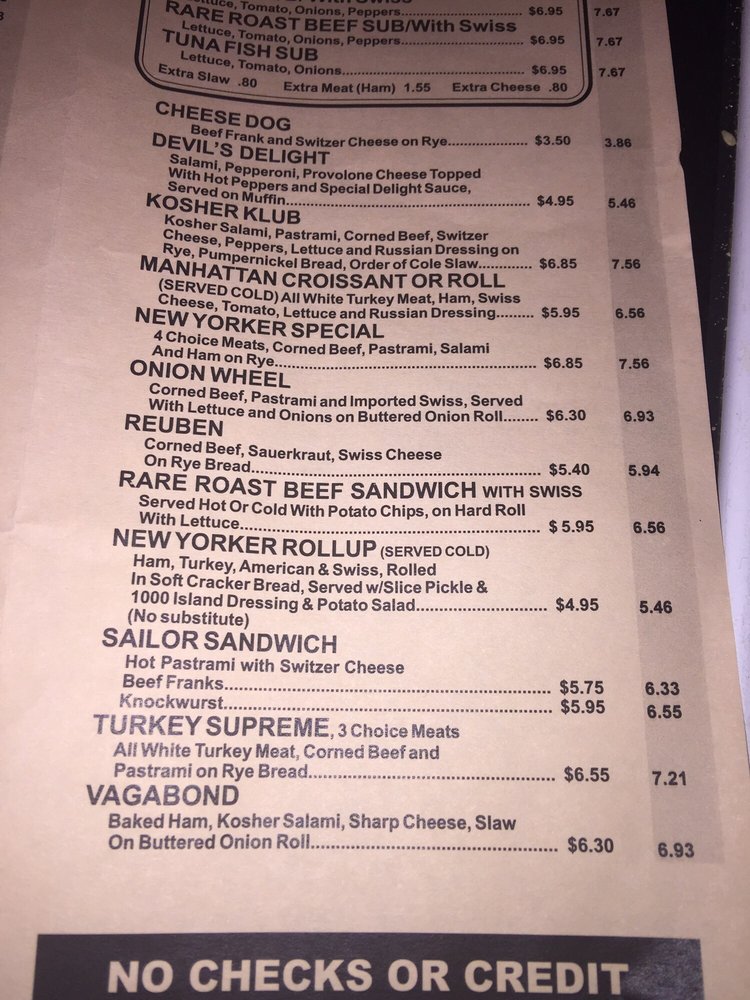 With Swiss
Lettuce, Tomato, Onions, Peppers.................... $6.95 7.67
RARE ROAST BEEF SUB/With Swiss
Lettuce, Tomato, Onions, Peppers.................... $6.95 7.67
TUNA FISH SUB
Lettuce, Tomato, Onions.................... $6.95 7.67
Extra Slaw .80 Extra Meat (Ham) 1.55 Extra Cheese .80
CHEESE DOG
Beef Frank and Switzer Cheese on Rye.................... $3.50 3.86
DEVIL'S DELIGHT
Salami, Pepperoni, Provolone Cheese Topped
With Hot Peppers and Special Delight Sauce,
Served on Muffin.................... $4.95 5.46
KOSHER KLUB
Kosher Salami, Pastrami, Corned Beef, Switzer
Cheese, Peppers, Lettuce and Russian Dressing on
Rye, Pumpernickel Bread, Order of Cole Slaw............ $6.85 7.56
MANHATTAN CROISSANT OR ROLL
(SERVED COLD) All White Turkey Meat, Ham, Swiss
Cheese, Tomato, Lettuce and Russian Dressing......... $5.95 6.56
NEW YORKER SPECIAL
4 Choice Meats, Corned Beef, Pastrami, Salami
And Ham on Rye.................... $6.85 7.56
ONION WHEEL
Corned Beef, Pastrami and Imported Swiss, Served
With Lettuce and Onions on Buttered Onion Roll........ $6.30 6.93
REUBEN
Corned Beef, Sauerkraut, Swiss Cheese
On Rye Bread.................... $5.40 5.94
RARE ROAST BEEF SANDWICH WITH SWISS
Served Hot Or Cold With Potato Chips, on Hard Roll
With Lettuce.................... $ 5.95 6.56
NEW YORKER ROLLUP (SERVED COLD)
Ham, Turkey, American & Swiss, Rolled
In Soft Cracker Bread, Served w/Slice Pickle &
1000 Island Dressing & Potato Salad.................... $4.95 5.46
(No substitute)
SAILOR SANDWICH
Hot Pastrami with Switzer Cheese
Beef Franks.................... $5.75 6.33
Knockwurst.................... $5.95 6.55
TURKEY SUPREME, 3 Choice Meats
All White Turkey Meat, Corned Beef and
Pastrami on Rye Bread.................... $6.55 7.21
VAGABOND
Baked Ham, Kosher Salami, Sharp Cheese, Slaw
On Buttered Onion Roll.................... $6.30 6.93
NO CHECKS OR CREDIT